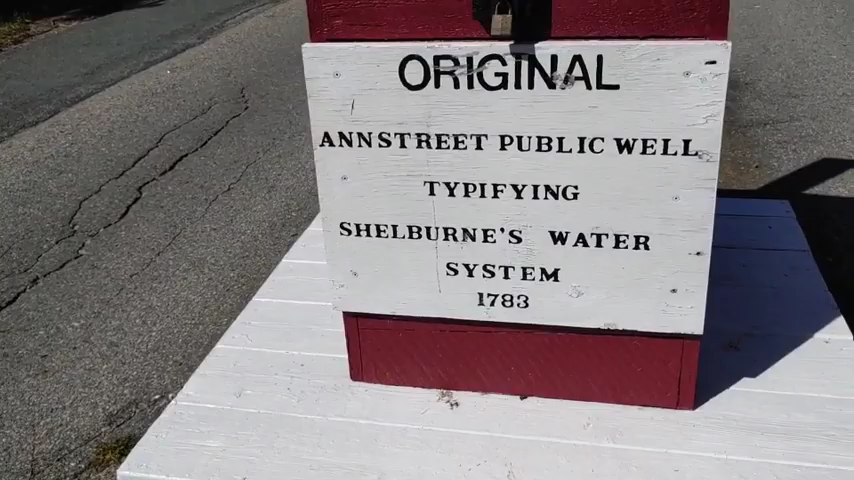 ORIGINAL
ANNSTREET PUBLIC WELL
TYPIFYING
SHELBURNE'S WATER
SYSTEM
1783